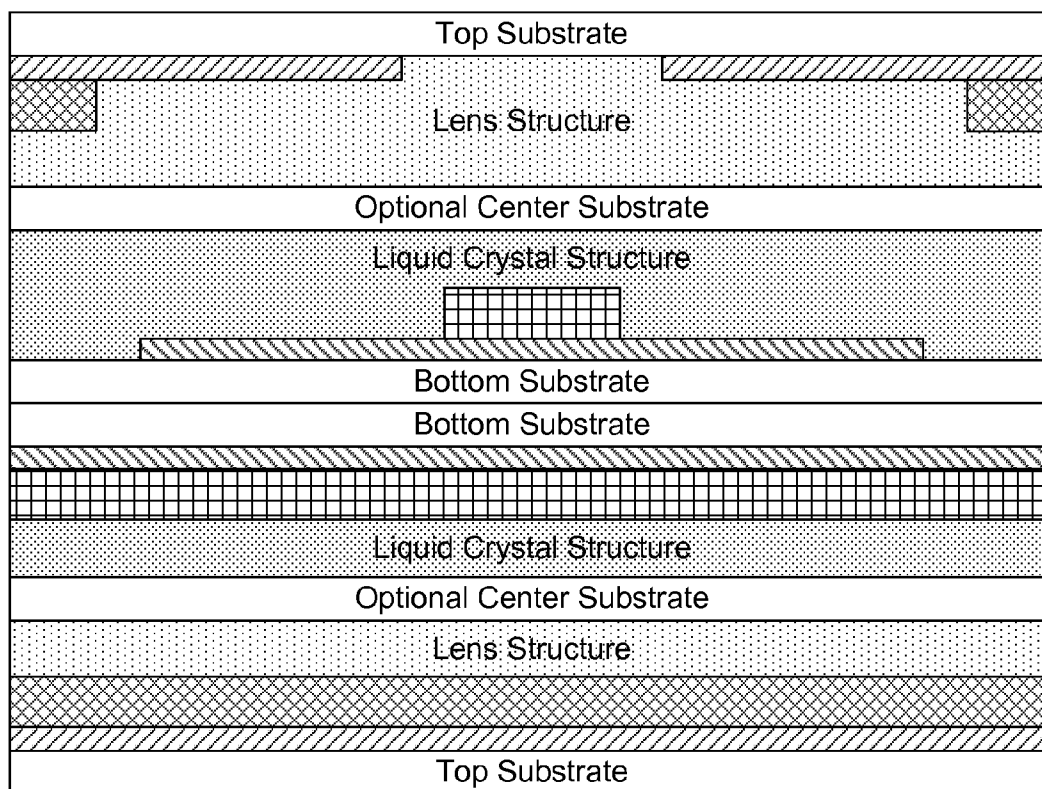 Top Substrate
Lens Structure
Optional Center Substrate
Liquid Crystal Structure
Bottom Substrate
Bottom Substrate
Liquid Crystal Structure
Optional Center Substrate
Lens Structure
Top Substrate